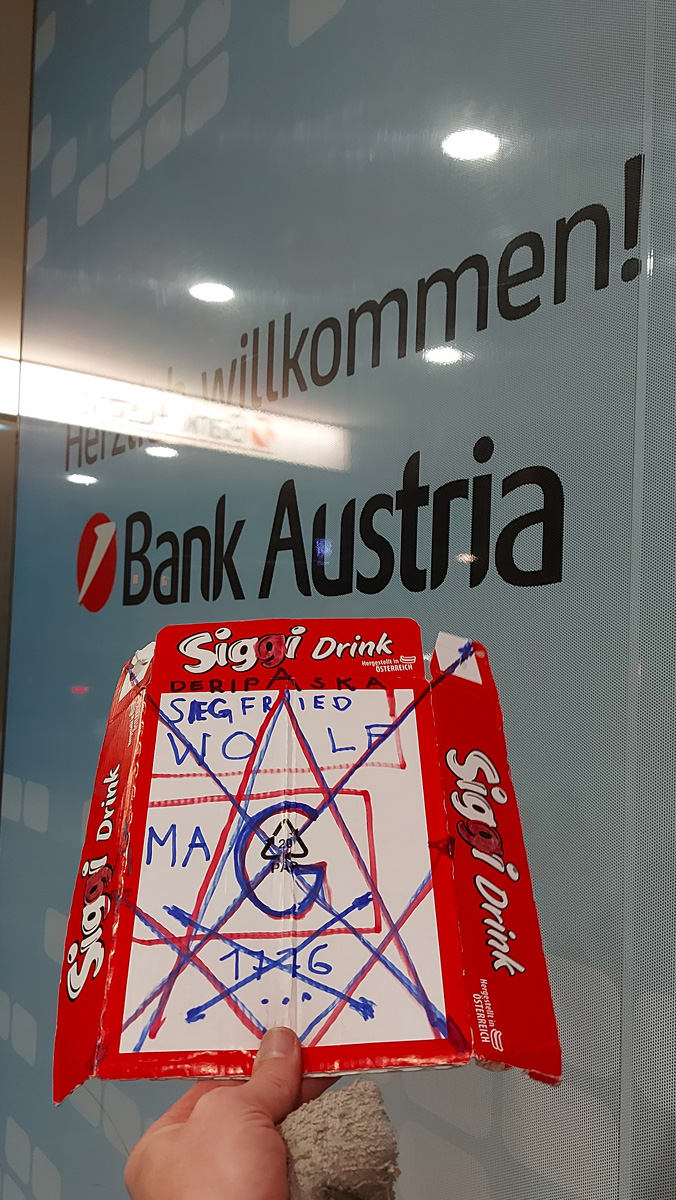 Herzlich willkommen!
Bank Austria
Siggi Drink
Hergestellt in
ÖSTERREICH
DERIPASKA
SIEGFRIED
WOLF
MA G
20
PAP
1776
...
Siggi Drink
Siggi Drink
Hergestellt in
ÖSTERREICH